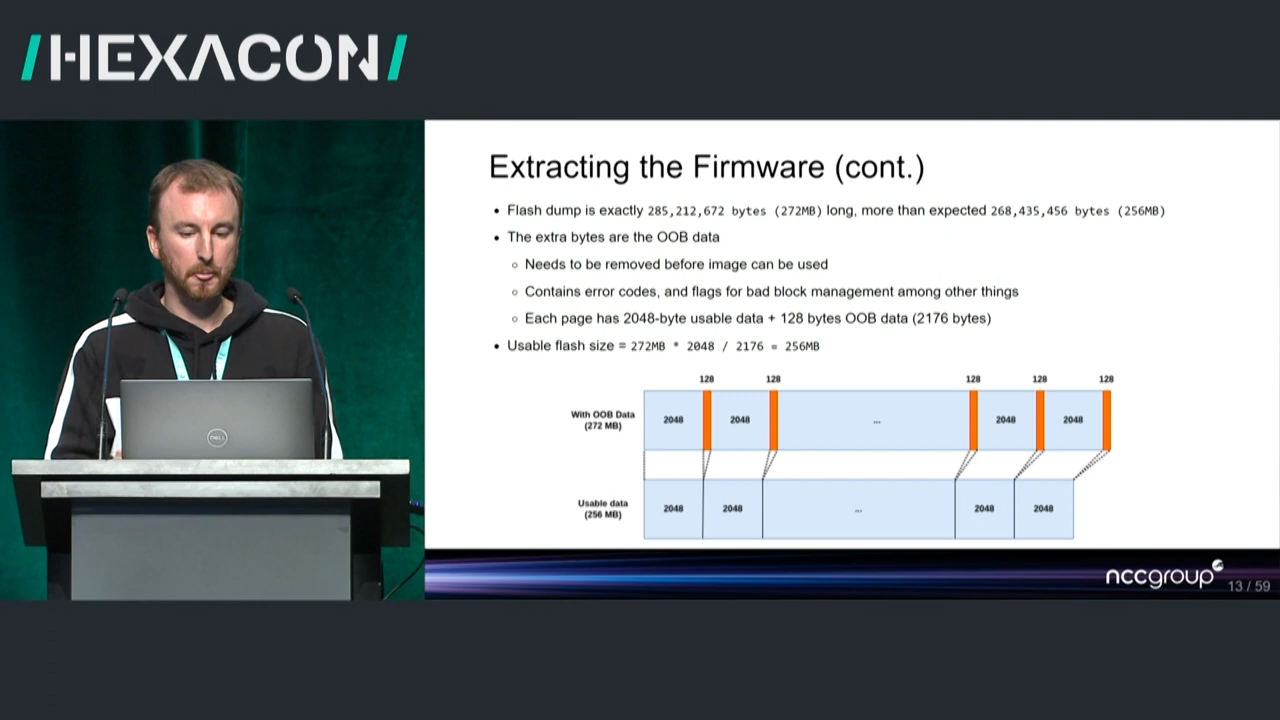 /HEXACON/
Extracting the Firmware (cont.)
• Flash dump is exactly 285,212,672 bytes (272MB) long, more than expected 268,435,456 bytes (256MB)
• The extra bytes are the OOB data
○ Needs to be removed before image can be used
○ Contains error codes, and flags for bad block management among other things
○ Each page has 2048-byte usable data + 128 bytes OOB data (2176 bytes)
• Usable flash size = 272MB * 2048 / 2176 = 256MB
128 128 128 128 128
With OOB Data
(272 MB)
2048 2048 ... 2048 2048
Usable data
(256 MB)
2048 2048 ... 2048 2048
DELL
nccgroup
13 / 59